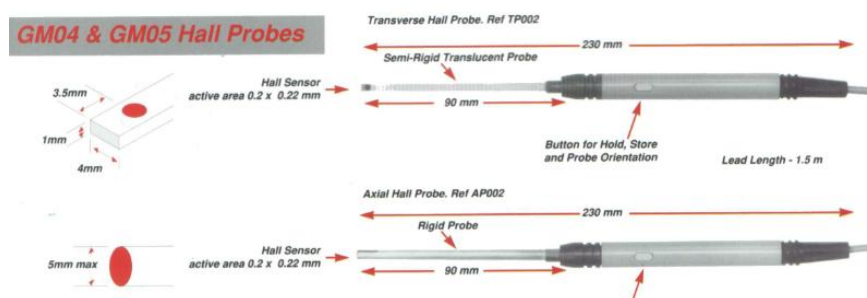 GM04 & GM05 Hall Probes
Transverse Hall Probe. Ref TP002
230 mm
Semi-Rigid Translucent Probe
Hall Sensor
active area 0.2 x 0.22 mm
90 mm
3.5mm
1mm
4mm
Button for Hold, Store
and Probe Orientation
Lead Length - 1.5 m
Axial Hall Probe. Ref AP002
230 mm
Rigid Probe
Hall Sensor
active area 0.2 x 0.22 mm
90 mm
5mm max